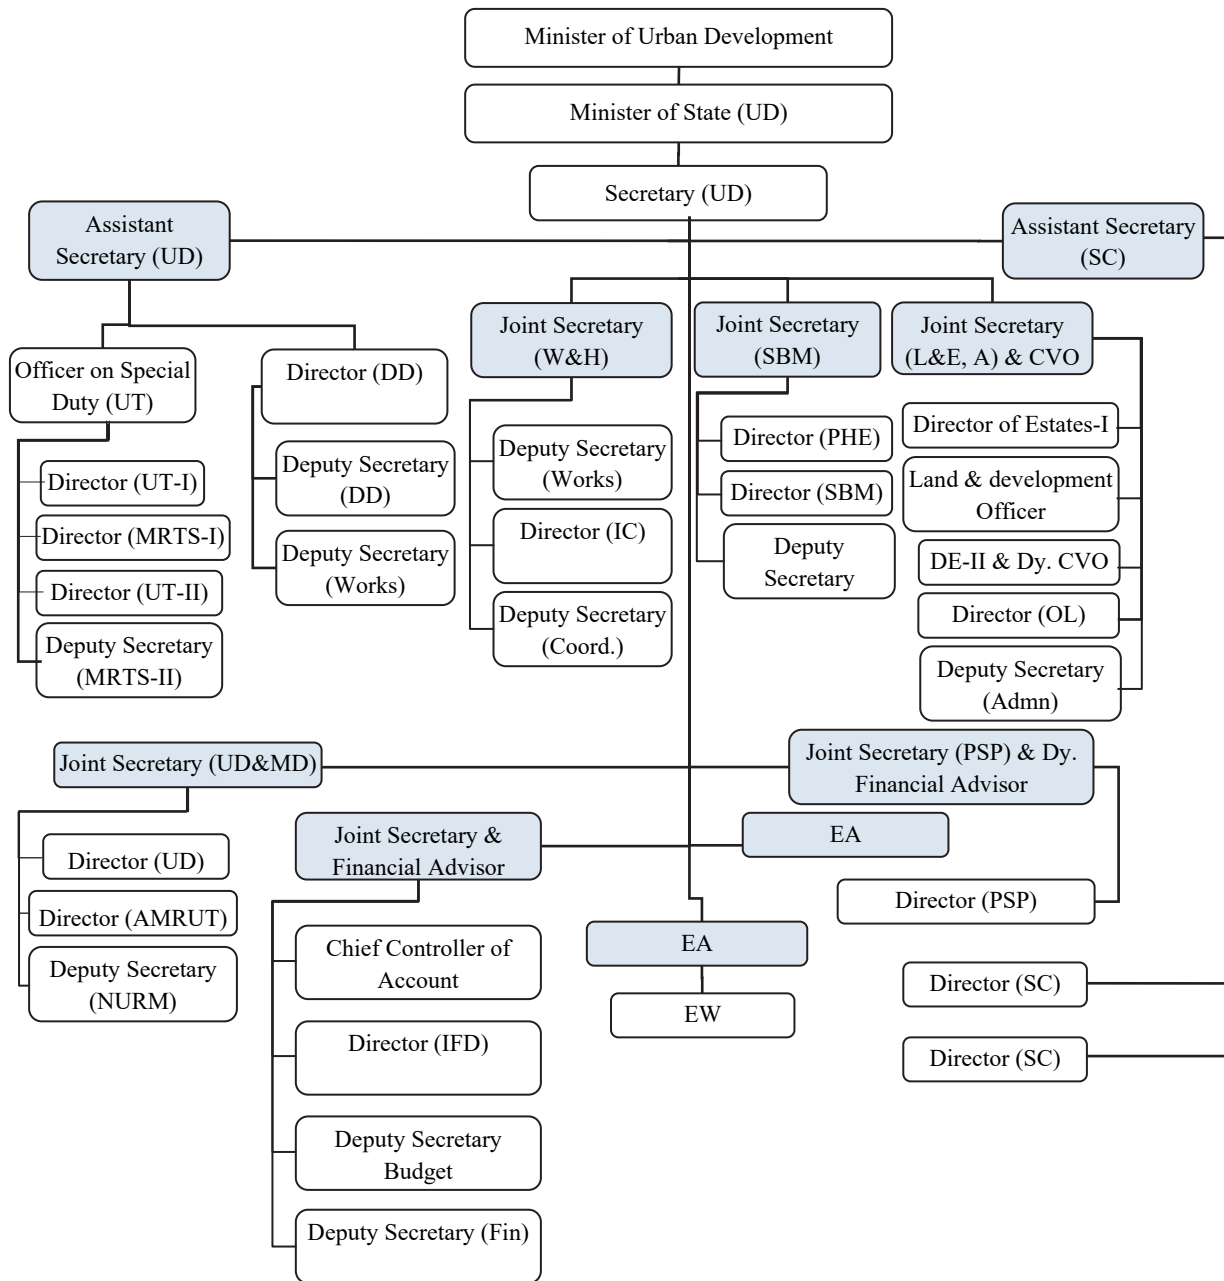 Minister of Urban Development
Minister of State (UD)
Secretary (UD)
Assistant
Secretary (UD)
Assistant Secretary
(SC)
Joint Secretary
(W&H)
Joint Secretary
(SBM)
Joint Secretary
(L&E, A) & CVO
Officer on Special
Duty (UT)
Director (UT-I)
Director (MRTS-I)
Director (UT-II)
Deputy Secretary
(MRTS-II)
Director (DD)
Deputy Secretary
(DD)
Deputy Secretary
(Works)
Deputy Secretary
(Works)
Director (IC)
Deputy Secretary
(Coord.)
Director (PHE)
Director (SBM)
Deputy
Secretary
Director of Estates-I
Land & development
Officer
DE-II & Dy. CVO
Director (OL)
Deputy Secretary
(Admn)
Joint Secretary (UD&MD)
Joint Secretary (PSP) & Dy.
Financial Advisor
Director (UD)
Director (AMRUT)
Deputy Secretary
(NURM)
Joint Secretary &
Financial Advisor
EA
Chief Controller of
Account
Director (IFD)
Deputy Secretary
Budget
Deputy Secretary (Fin)
EA
EW
Director (PSP)
Director (SC)
Director (SC)